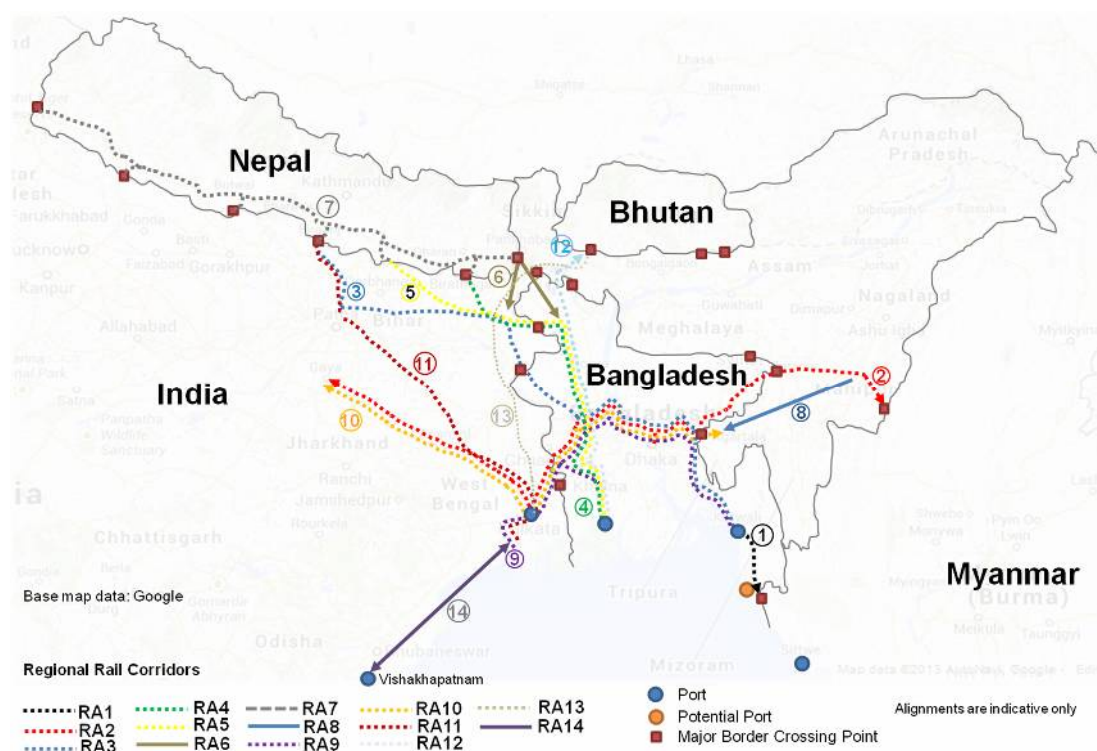 Nepal
Kathmandu
Sikkim
Bhutan
Arunachal
Pradesh
Assam
Guwahati
Dimapur
Nagaland
Meghalaya
Farrukhabad
Lucknow
Kanpur
Faizabad
Gorakhpur
Allahabad
Bihar
Gaya
7
12
6
5
3
11
2
8
13
10
4
1
9
14
India
Bangladesh
Dhaka
Jharkhand
Ranchi
Jamshedpur
Rourkela
West
Bengal
Chhattisgarh
Odisha
Bhubaneswar
Tripura
Mizoram
Sittwe
Myanmar
(Burma)
Base map data: Google
Vishakhapatnam
Map data ©2013 AutoNavi, Google -
Regional Rail Corridors
RA1
RA2
RA3
RA4
RA5
RA6
RA7
RA8
RA9
RA10
RA11
RA12
RA13
RA14
Port
Potential Port
Major Border Crossing Point
Alignments are indicative only